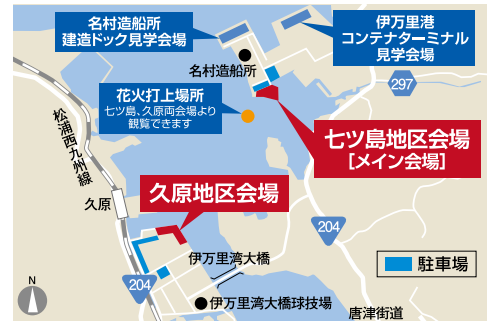 名村造船所
建造ドック見学会場
伊万里港
コンテナターミナル
見学会場
名村造船所
花火打上場所
七ツ島、久原両会場より
観覧できます
297
七ツ島地区会場
[メイン会場]
松浦西九州線
久原地区会場
久原
204
伊万里湾大橋
204
駐車場
N
伊万里湾大橋球技場
唐津街道